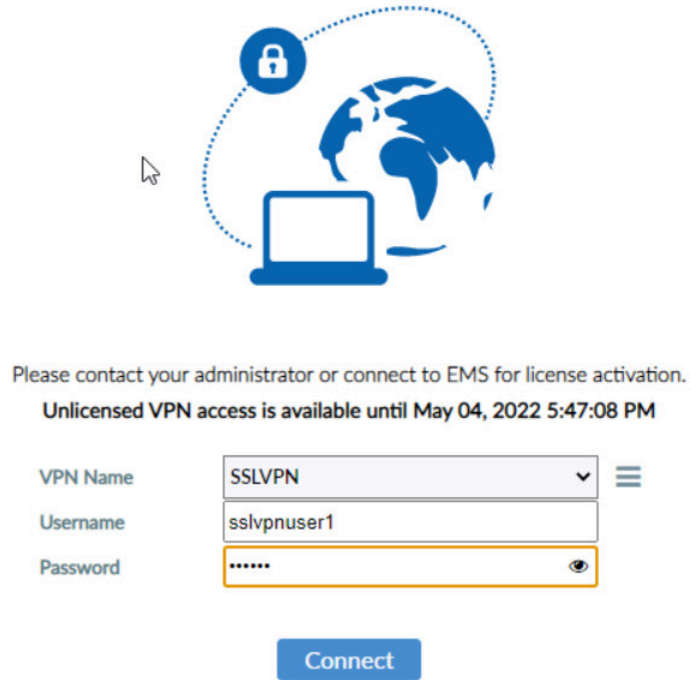 Please contact your administrator or connect to EMS for license activation.
Unlicensed VPN access is available until May 04, 2022 5:47:08 PM
VPN Name SSLVPN
Username sslvpnuser1
Password ••••••
Connect